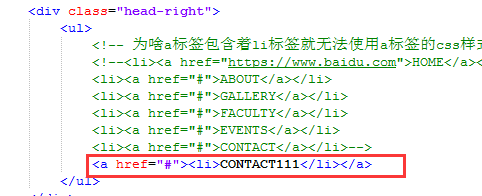 <div class="head-right">
<ul>
<!-- 为啥a标签包含着li标签就无法使用a标签的css样式
<!--<li><a href="https://www.baidu.com">HOME</a><
<li><a href="#">ABOUT</a></li>
<li><a href="#">GALLERY</a></li>
<li><a href="#">FACULTY</a></li>
<li><a href="#">EVENTS</a></li>
<li><a href="#">CONTACT</a></li>-->
<a href="#"><li>CONTACT111</li></a>
</ul>